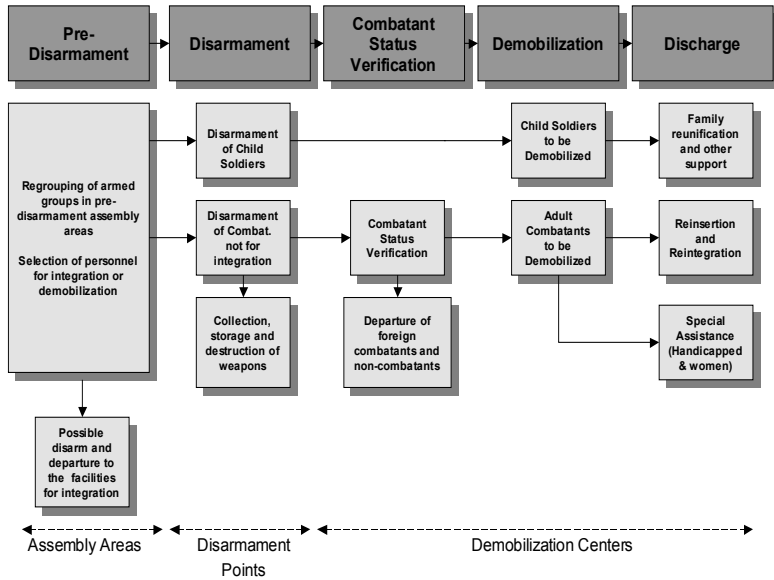 Pre-
Disarmament
Disarmament
Combatant
Status
Verification
Demobilization
Discharge
Regrouping of armed
groups in pre-
disarmament assembly
areas
Selection of personnel
for integration or
demobilization
Disarmament
of Child
Soldiers
Child Soldiers
to be
Demobilized
Family
reunification
and other
support
Disarmament
of Combat.
not for
integration
Combatant
Status
Verification
Adult
Combatants
to be
Demobilized
Reinsertion
and
Reintegration
Collection,
storage and
destruction of
weapons
Departure of
foreign
combatants and
non-combatants
Special
Assistance
(Handicapped
& women)
Possible
disarm and
departure to
the facilities
for integration
Assembly Areas
Disarmament
Points
Demobilization Centers